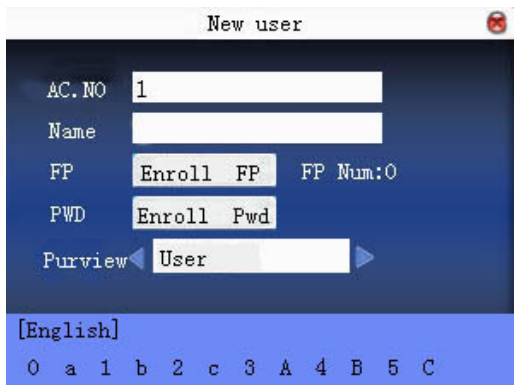 New user
AC.NO 1
Name
FP Enroll FP FP Num:0
PWD Enroll Pwd
Purview User
[English]
0 a 1 b 2 c 3 A 4 B 5 C